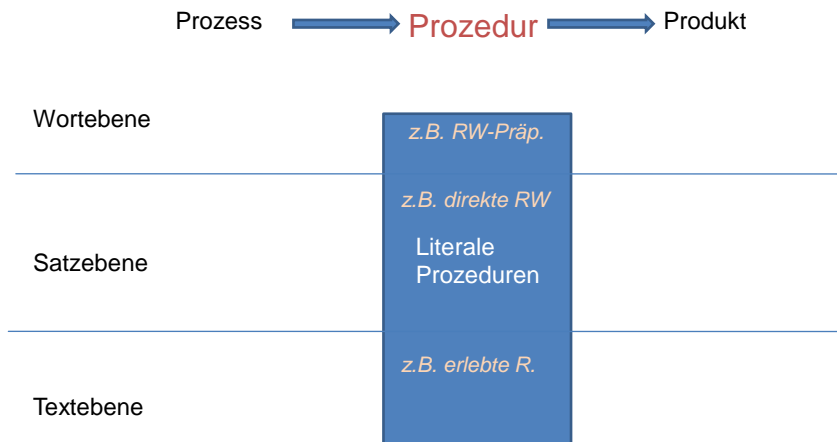 Prozess Prozedur Produkt
Wortebene z.B. RW-Präp.
z.B. direkte RW
Literale
Satzebene Prozeduren
z.B. erlebte R.
Textebene